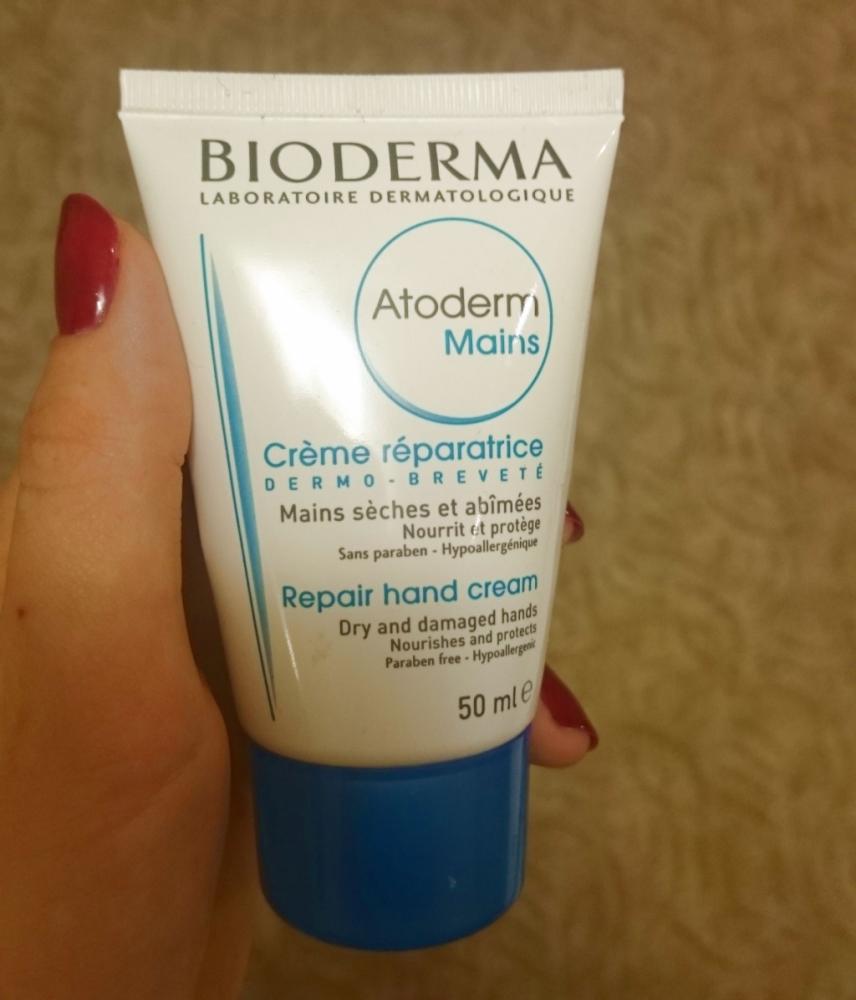 BIODERMA
LABORATOIRE DERMATOLOGIQUE
Atoderm
Mains
Crème réparatrice
DERMO-BREVETÉ
Mains sèches et abîmées
Nourrit et protège
Sans paraben - Hypoallergénique
Repair hand cream
Dry and damaged hands
Nourishes and protects
Paraben free - Hypoallergenic
50 ml e